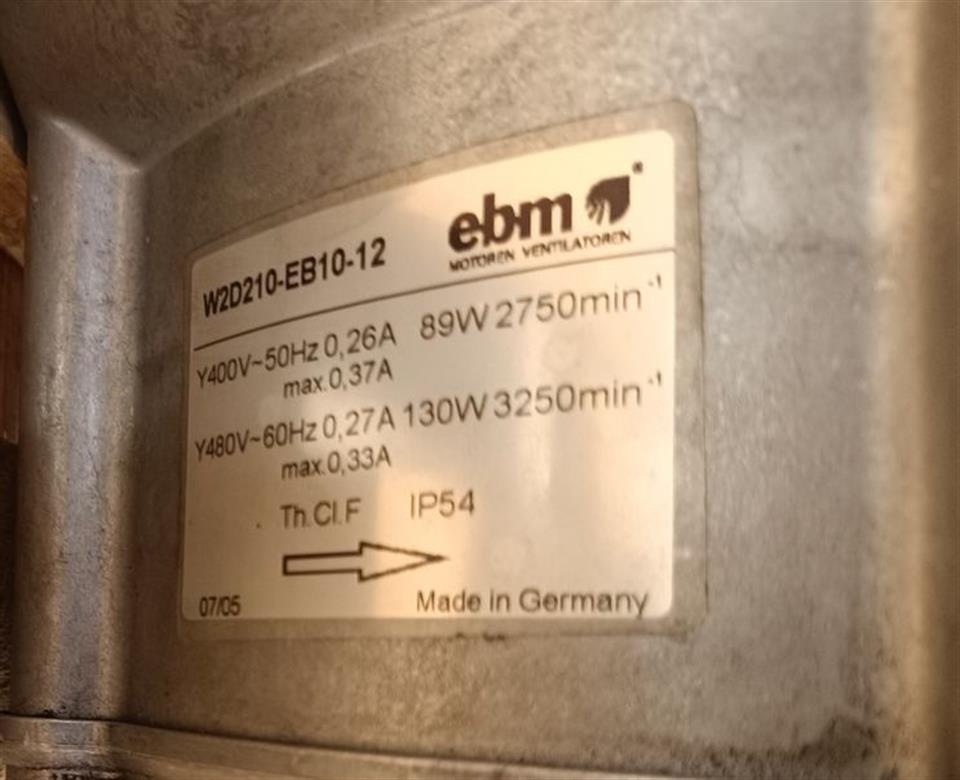 ebm®
MOTOREN VENTILATOREN
W2D210-EB10-12
Y400V~50Hz 0,26A 89W 2750min⁻¹
max.0,37A
Y480V~60Hz 0,27A 130W 3250min⁻¹
max.0,33A
Th.Cl.F IP54
07/05 Made in Germany